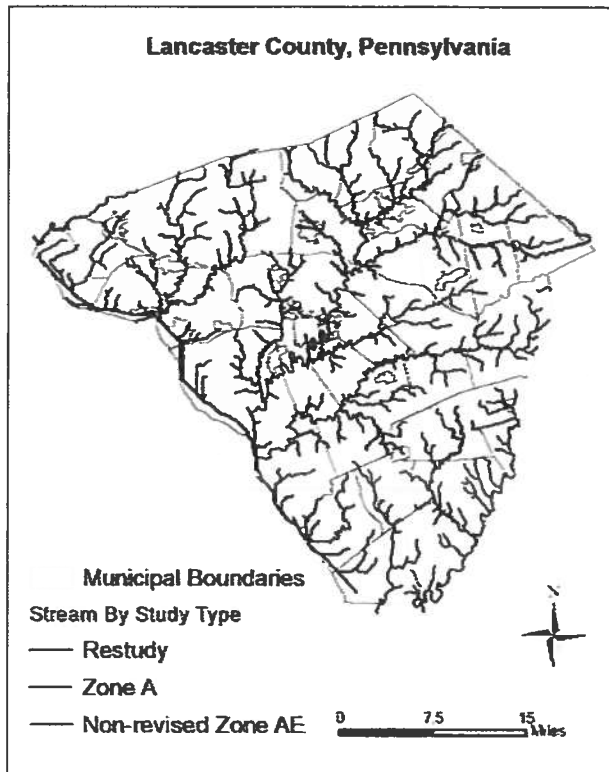 Lancaster County, Pennsylvania
Municipal Boundaries
Stream By Study Type
Restudy
Zone A
Non-revised Zone AE
N
0 7.5 15
Miles